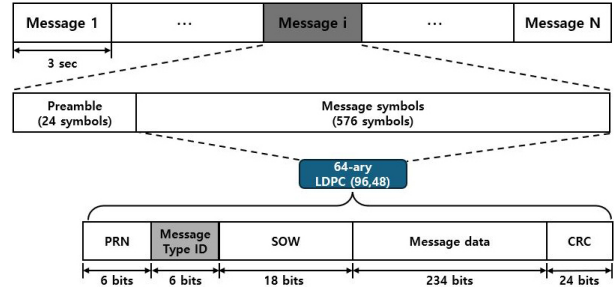 Message 1
...
Message i
...
Message N
3 sec
Preamble
(24 symbols)
Message symbols
(576 symbols)
64-ary
LDPC (96,48)
PRN
Message
Type ID
SOW
Message data
CRC
6 bits
6 bits
18 bits
234 bits
24 bits